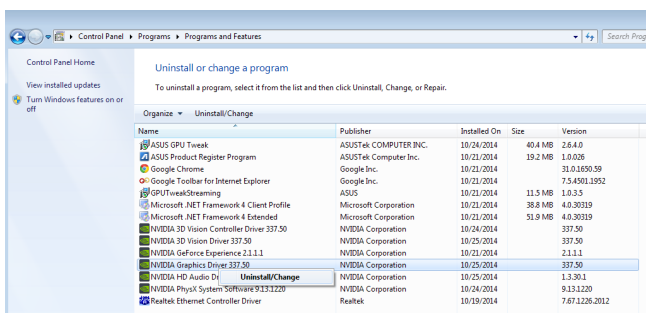 Control Panel ▸ Programs ▸ Programs and Features Search Prog
Control Panel Home
View installed updates
Turn Windows features on or
off
Uninstall or change a program
To uninstall a program, select it from the list and then click Uninstall, Change, or Repair.
Organize Uninstall/Change
Name Publisher Installed On Size Version
ASUS GPU Tweak ASUSTek COMPUTER INC. 10/24/2014 40.4 MB 2.6.4.0
ASUS Product Register Program ASUSTek Computer Inc. 10/21/2014 19.2 MB 1.0.026
Google Chrome Google Inc. 10/21/2014 31.0.1650.59
Google Toolbar for Internet Explorer Google Inc. 10/21/2014 7.5.4501.1952
GPUTweakStreaming ASUS 10/21/2014 11.5 MB 1.0.3.5
Microsoft .NET Framework 4 Client Profile Microsoft Corporation 10/21/2014 38.8 MB 4.0.30319
Microsoft .NET Framework 4 Extended Microsoft Corporation 10/21/2014 51.9 MB 4.0.30319
NVIDIA 3D Vision Controller Driver 337.50 NVIDIA Corporation 10/24/2014 337.50
NVIDIA 3D Vision Driver 337.50 NVIDIA Corporation 10/25/2014 337.50
NVIDIA GeForce Experience 2.1.1.1 NVIDIA Corporation 10/21/2014 2.1.1.1
NVIDIA Graphics Driver 337.50 NVIDIA Corporation 10/25/2014 337.50
NVIDIA HD Audio Dr Uninstall/Change NVIDIA Corporation 10/25/2014 1.3.30.1
NVIDIA PhysX System Software 9.13.1220 NVIDIA Corporation 10/24/2014 9.13.1220
Realtek Ethernet Controller Driver Realtek 10/19/2014 7.67.1226.2012